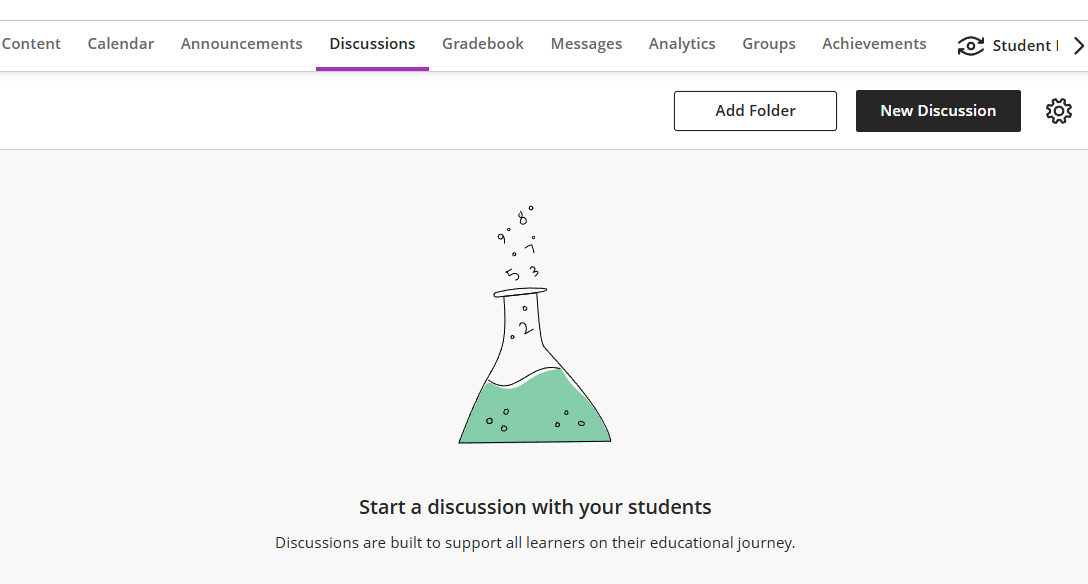 Content Calendar Announcements Discussions Gradebook Messages Analytics Groups Achievements Student
Add Folder New Discussion
8
9
7
5 3
2
Start a discussion with your students
Discussions are built to support all learners on their educational journey.